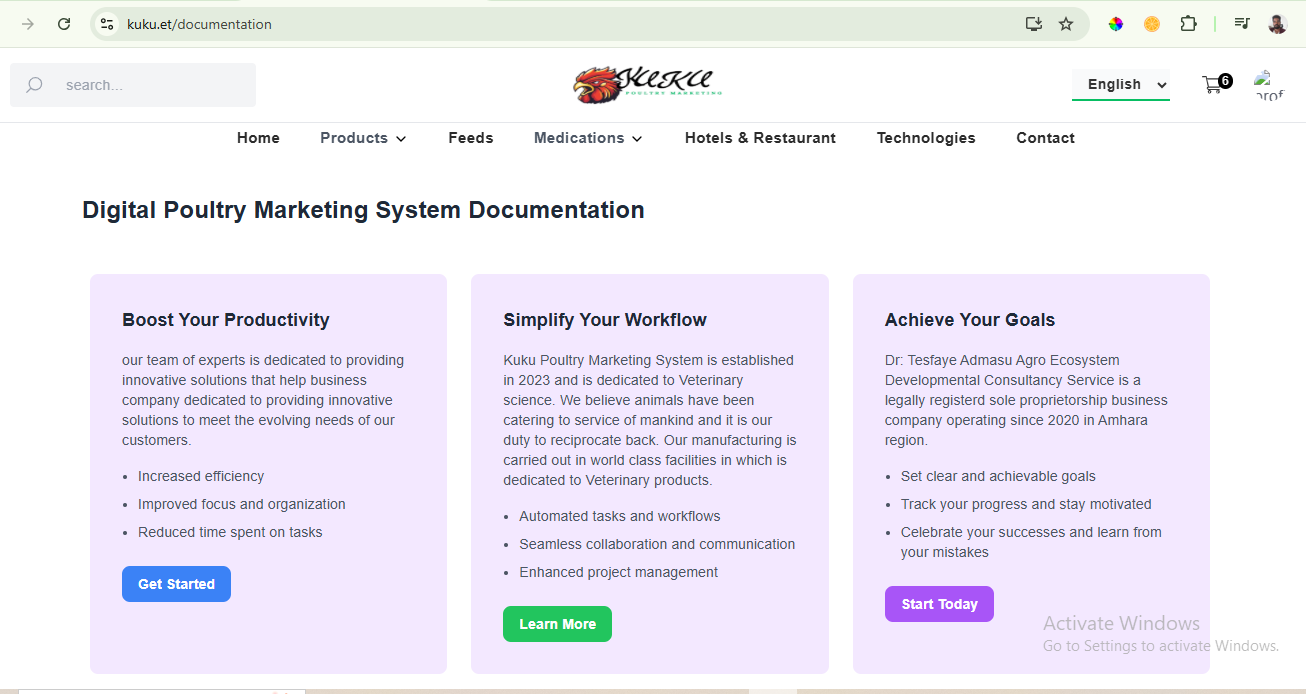 kuku.et/documentation
search...
KUKU
POULTRY MARKETING
English
6
prof
Home Products Feeds Medications Hotels & Restaurant Technologies Contact
Digital Poultry Marketing System Documentation
Boost Your Productivity
our team of experts is dedicated to providing
innovative solutions that help business
company dedicated to providing innovative
solutions to meet the evolving needs of our
customers.
• Increased efficiency
• Improved focus and organization
• Reduced time spent on tasks
Get Started
Simplify Your Workflow
Kuku Poultry Marketing System is established
in 2023 and is dedicated to Veterinary
science. We believe animals have been
catering to service of mankind and it is our
duty to reciprocate back. Our manufacturing is
carried out in world class facilities in which is
dedicated to Veterinary products.
• Automated tasks and workflows
• Seamless collaboration and communication
• Enhanced project management
Learn More
Achieve Your Goals
Dr: Tesfaye Admasu Agro Ecosystem
Developmental Consultancy Service is a
legally registerd sole proprietorship business
company operating since 2020 in Amhara
region.
• Set clear and achievable goals
• Track your progress and stay motivated
• Celebrate your successes and learn from
your mistakes
Start Today
Activate Windows
Go to Settings to activate Windows.